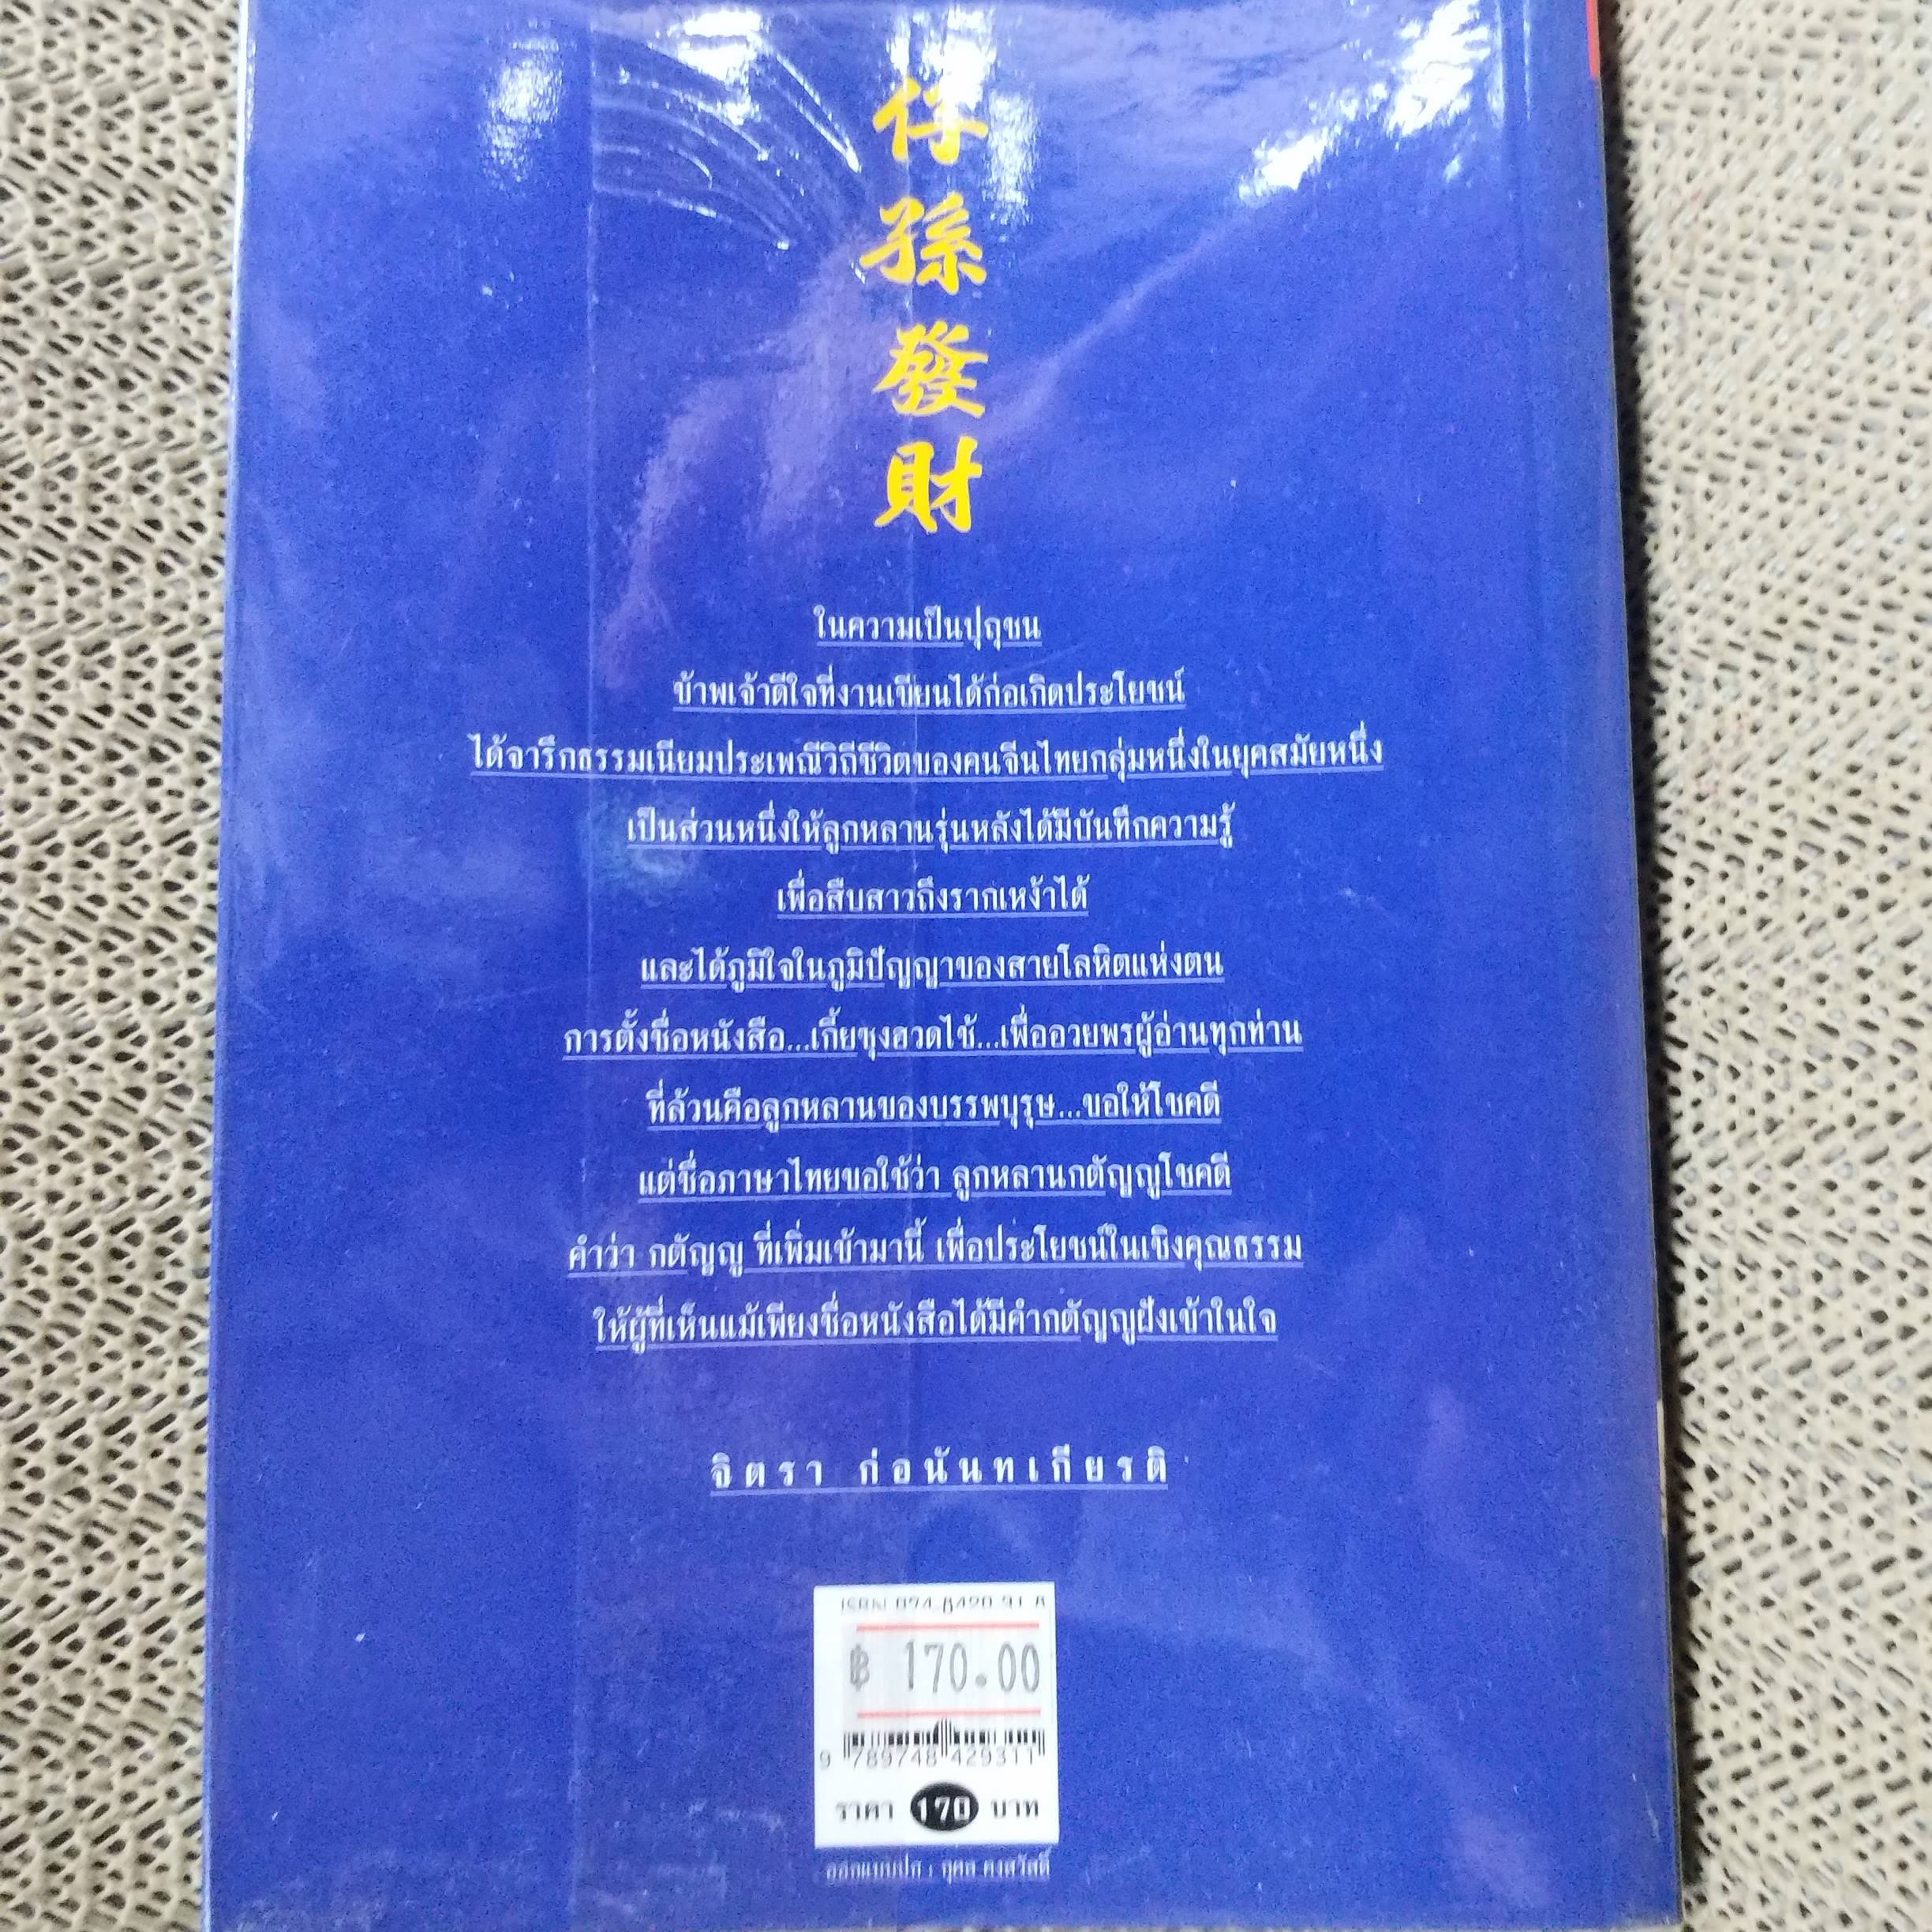 仔
孫
發
財
ในความเป็นปุถุชน
ข้าพเจ้าดีใจที่งานเขียนได้ก่อเกิดประโยชน์
ได้จารึกธรรมเนียมประเพณีวิถีชีวิตของคนจีนไทยกลุ่มหนึ่งในยุคสมัยหนึ่ง
เป็นส่วนหนึ่งให้ลูกหลานรุ่นหลังได้มีบันทึกความรู้
เพื่อสืบสาวถึงรากเหง้าได้
และได้ภูมิใจในภูมิปัญญาของสายโลหิตแห่งตน
การตั้งชื่อหนังสือ...เกี้ยซุงฮวดไช้...เพื่ออวยพรผู้อ่านทุกท่าน
ที่ล้วนคือลูกหลานของบรรพบุรุษ...ขอให้โชคดี
แต่ชื่อภาษาไทยขอใช้ว่า ลูกหลานกตัญญูโชคดี
คำว่า กตัญญู ที่เพิ่มเข้ามานี้ เพื่อประโยชน์ในเชิงคุณธรรม
ให้ผู้ที่เห็นแม้เพียงชื่อหนังสือได้มีคำกตัญญูฝังเข้าในใจ
จิตรา ก่อนันทเกียรติ
ISBN
฿ 170.00
9 789748 429311
ราคา 170 บาท
ออกแบบปก :